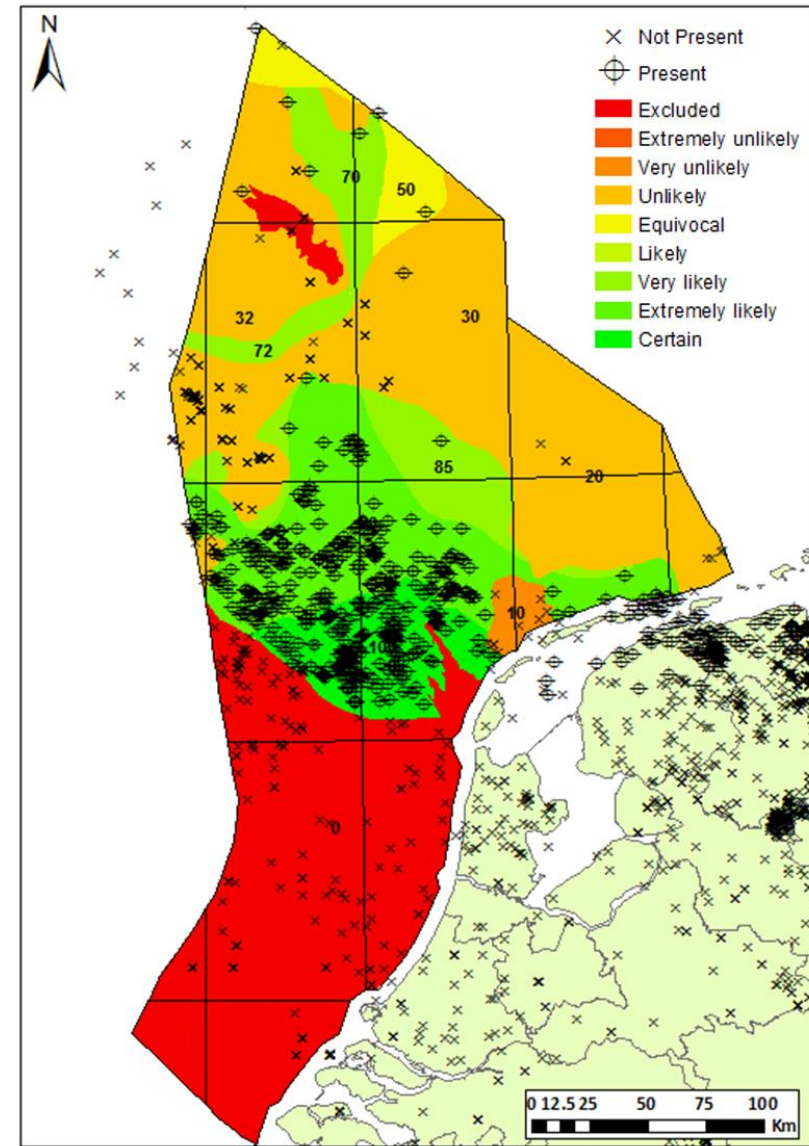 N
Not Present
Present
Excluded
Extremely unlikely
Very unlikely
Unlikely
Equivocal
Likely
Very likely
Extremely likely
Certain
70
50
32
30
72
85
20
10
0
0 12.5 25 50 75 100
Km